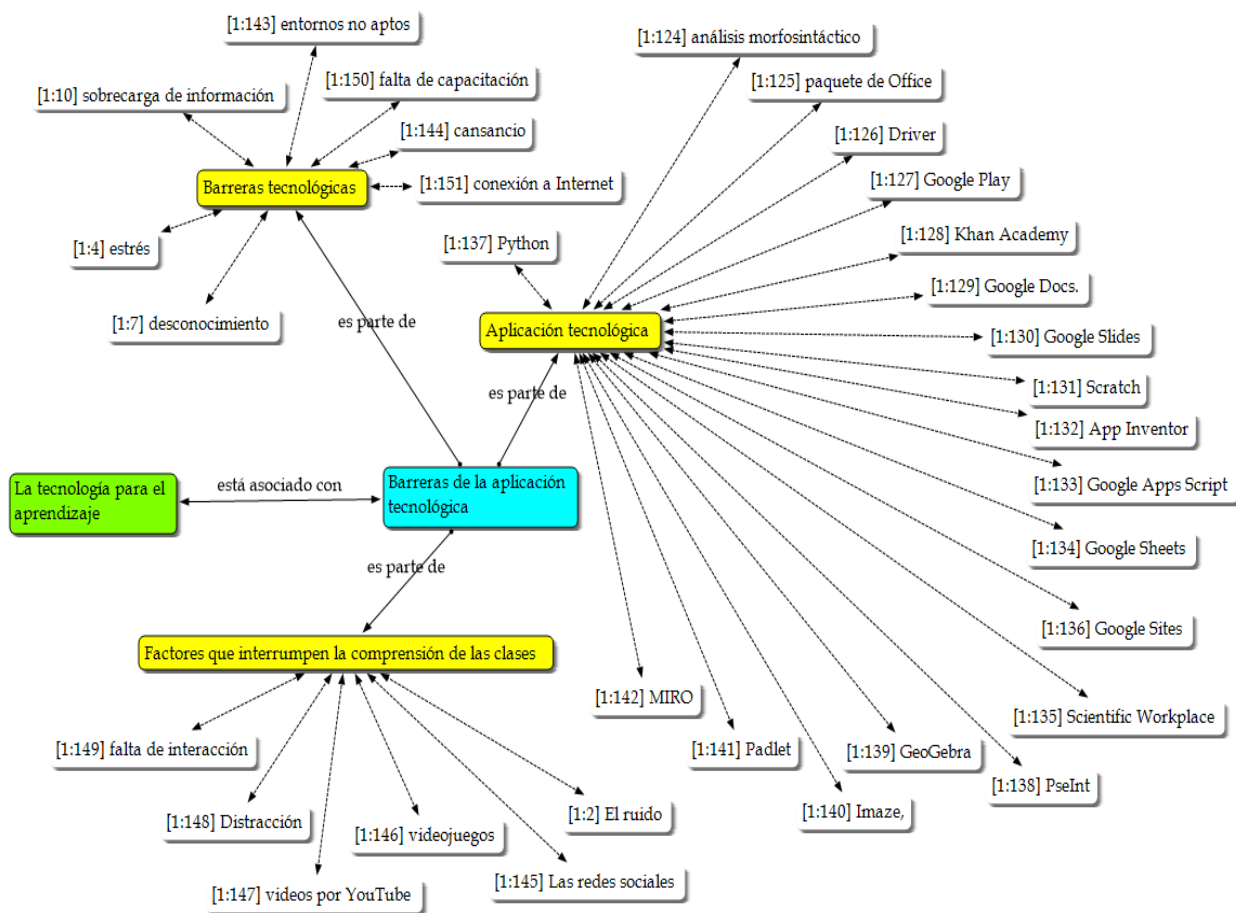 [1:143] entornos no aptos
[1:124] análisis morfosintáctico
[1:150] falta de capacitación
[1:125] paquete de Office
[1:10] sobrecarga de información
[1:144] cansancio
[1:126] Driver
Barreras tecnológicas
[1:151] conexión a Internet
[1:127] Google Play
[1:4] estrés
[1:137] Python
[1:128] Khan Academy
[1:129] Google Docs.
[1:7] desconocimiento
es parte de
Aplicación tecnológica
[1:130] Google Slides
[1:131] Scratch
es parte de
[1:132] App Inventor
La tecnología para el
aprendizaje
está asociado con
Barreras de la aplicación
tecnológica
[1:133] Google Apps Script
[1:134] Google Sheets
es parte de
[1:136] Google Sites
Factores que interrumpen la comprensión de las clases
[1:142] MIRO
[1:135] Scientific Workplace
[1:149] falta de interacción
[1:141] Padlet
[1:139] GeoGebra
[1:138] PseInt
[1:148] Distracción
[1:146] videojuegos
[1:2] El ruido
[1:140] Imaze,
[1:147] videos por YouTube
[1:145] Las redes sociales